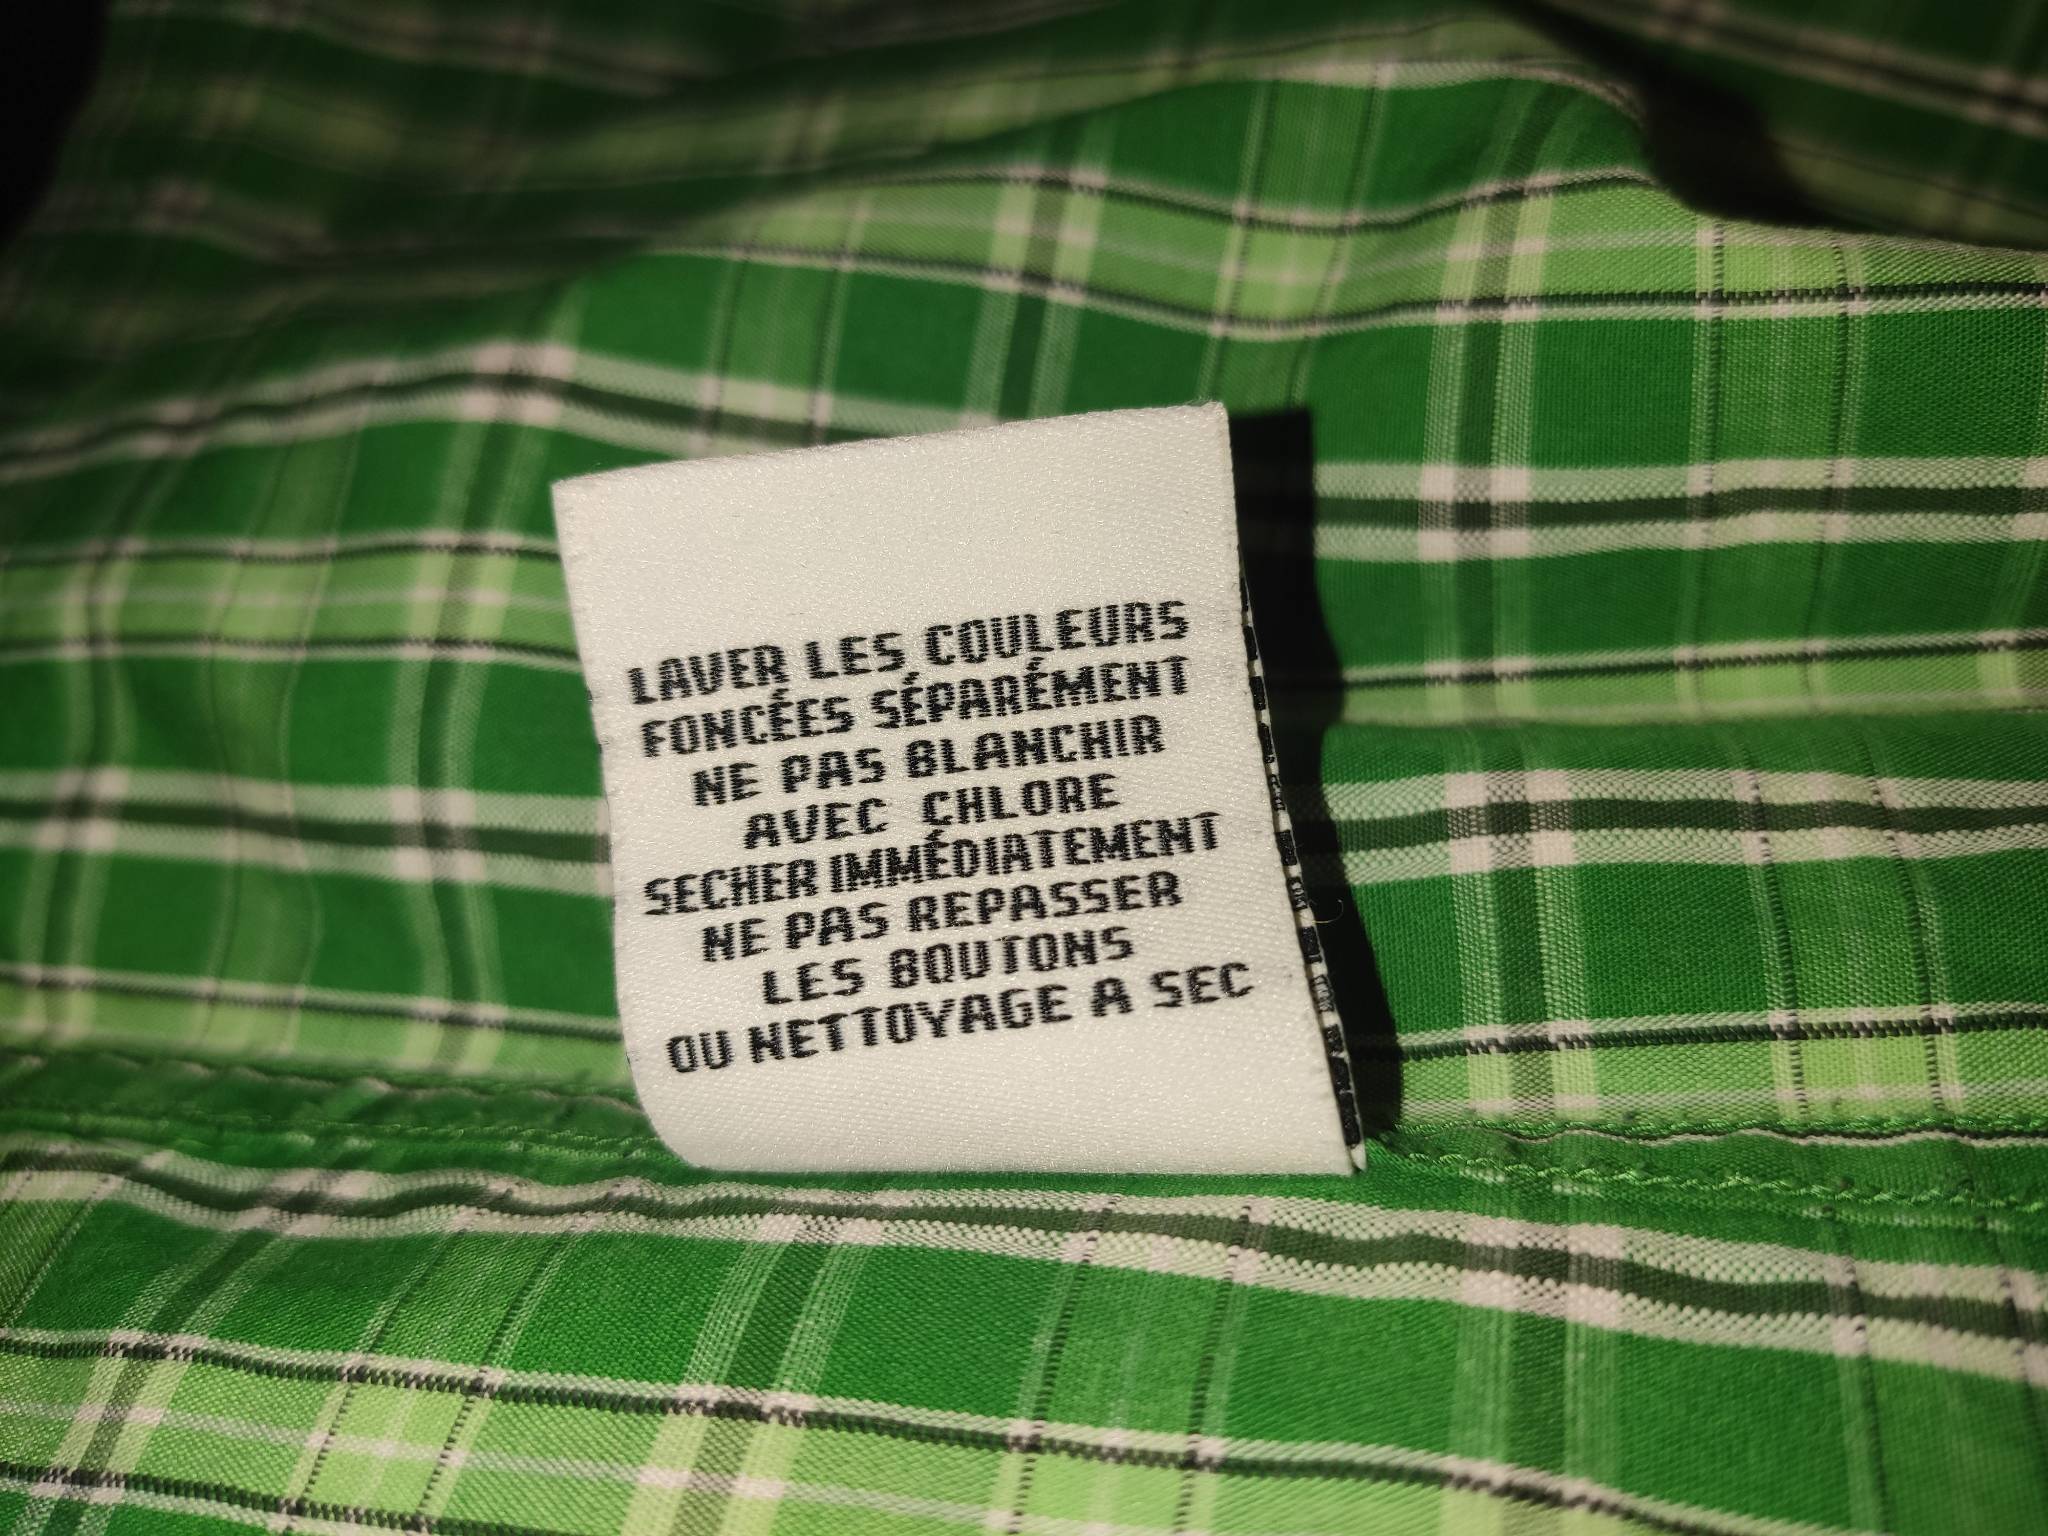 LAVER LES COULEURS
FONCÉES SÉPARÉMENT
NE PAS BLANCHIR
AVEC CHLORE
SECHER IMMÉDIATEMENT
NE PAS REPASSER
LES BOUTONS
OU NETTOYAGE A SEC